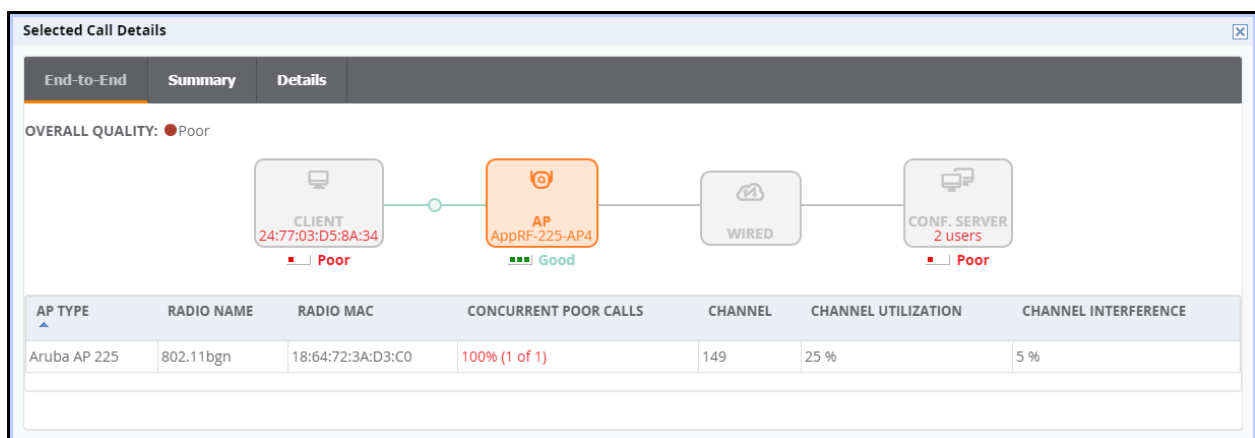 Selected Call Details
End-to-End Summary Details
OVERALL QUALITY: Poor
CLIENT
24:77:03:D5:8A:34
Poor
AP
AppRF-225-AP4
Good
WIRED
CONF. SERVER
2 users
Poor
AP TYPE RADIO NAME RADIO MAC CONCURRENT POOR CALLS CHANNEL CHANNEL UTILIZATION CHANNEL INTERFERENCE
Aruba AP 225 802.11bgn 18:64:72:3A:D3:C0 100% (1 of 1) 149 25 % 5 %